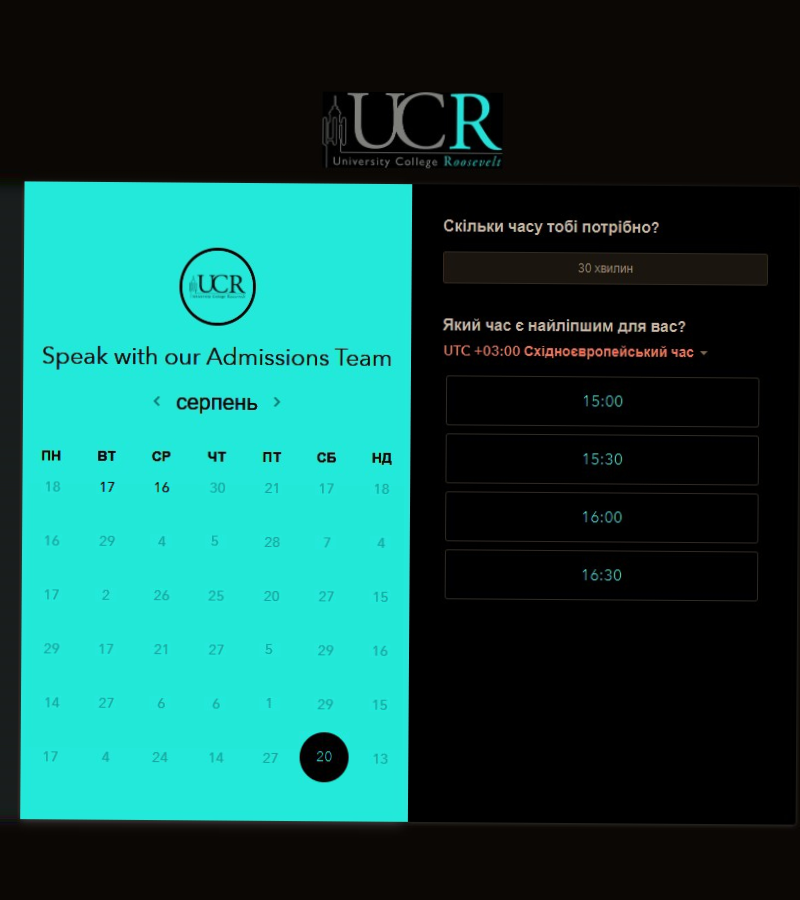 UCR
University College Roosevelt
UCR
University College Roosevelt
Speak with our Admissions Team
серпень
ПН ВТ СР ЧТ ПТ СБ НД
18 17 16 30 21 17 18
16 29 4 5 28 7 4
17 2 26 25 20 27 15
29 17 21 27 5 29 16
14 27 6 6 1 29 15
17 4 24 14 27 20 13
Скільки часу тобі потрібно?
30 хвилин
Який час є найліпшим для вас?
UTC +03:00 Східноєвропейський час
15:00
15:30
16:00
16:30